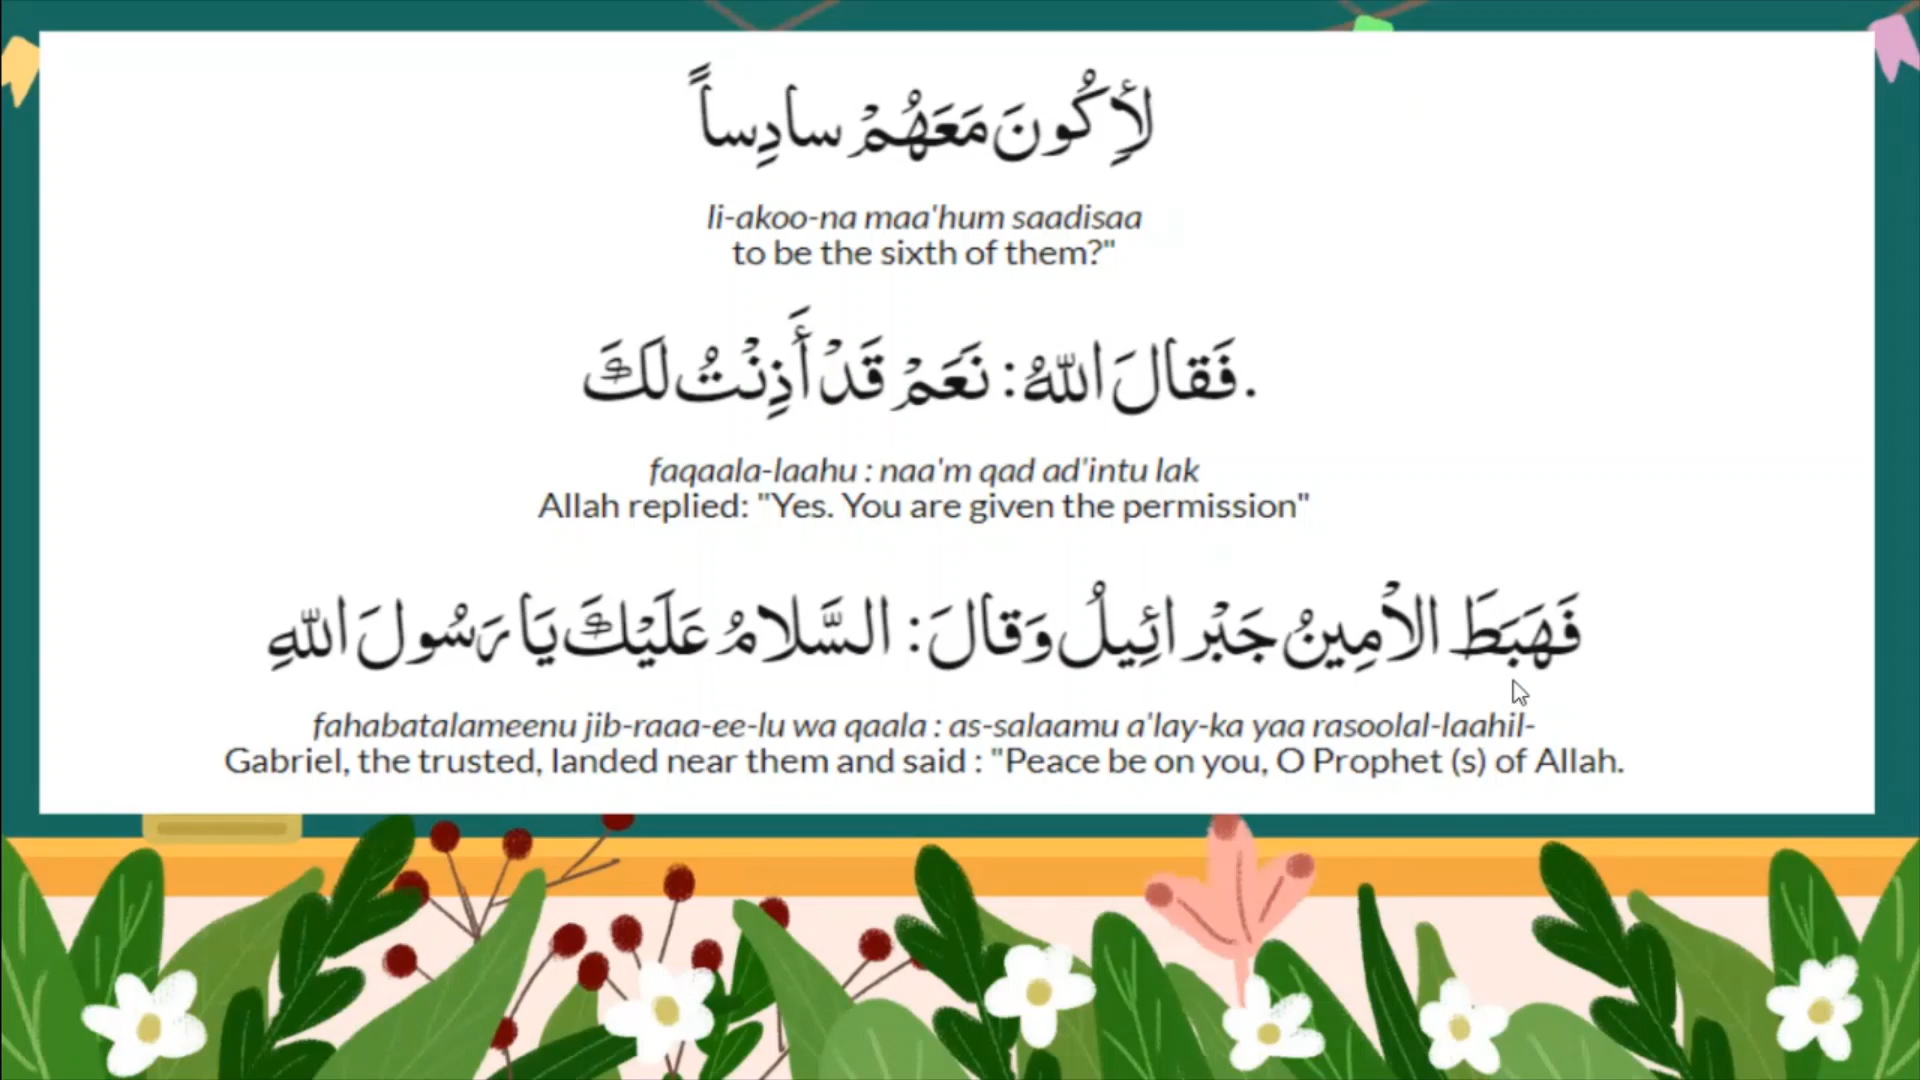 لِأَكُونَ مَعَهُمْ سادِساً
li-akoo-na maa'hum saadisaa
to be the sixth of them?"
.فَقالَ اللهُ: نَعَمْ قَدْ أَذِنْتُ لَكَ
faqaala-laahu : naa'm qad ad'intu lak
Allah replied: "Yes. You are given the permission"
فَهَبَطَ الاْمِينُ جَبْرائِيلُ وَقالَ: السَّلامُ عَلَيْكَ يَا رَسُولَ اللهِ
fahabatalameenu jib-raaa-ee-lu wa qaala : as-salaamu a'lay-ka yaa rasoolal-laahil-
Gabriel, the trusted, landed near them and said : "Peace be on you, O Prophet (s) of Allah.